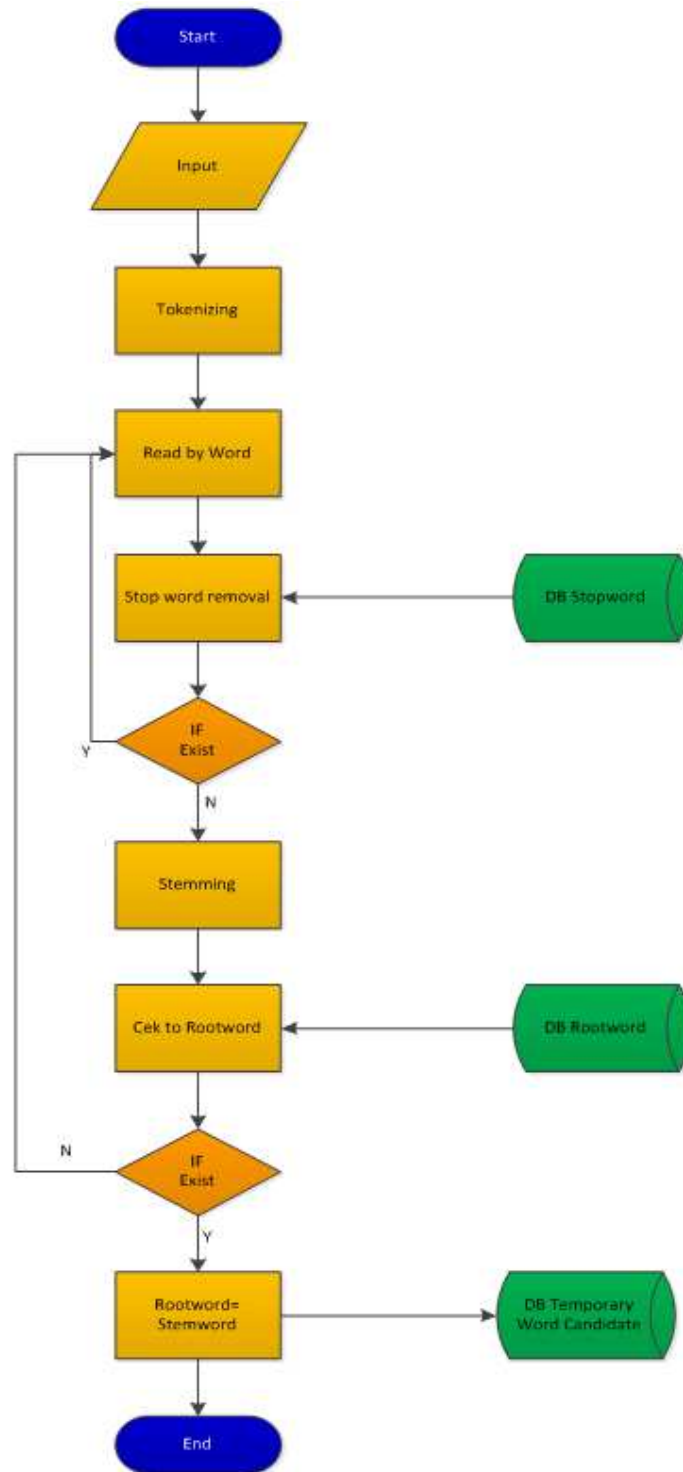 Start
Input
Tokenizing
Read by Word
Stop word removal
DB Stopword
IF
Exist
Y
N
Stemming
Cek to Rootword
DB Rootword
IF
Exist
N
Y
Rootword=
Stemword
DB Temporary
Word Candidate
End